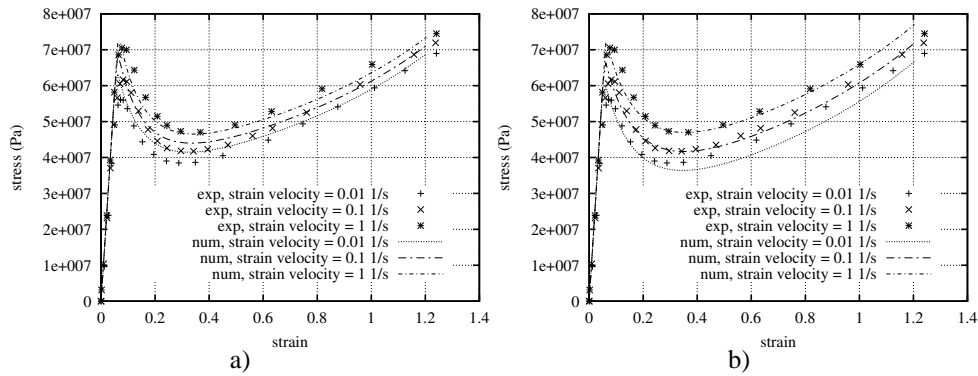 8e+007
7e+007
6e+007
5e+007
4e+007
3e+007
2e+007
1e+007
0
stress (Pa)
exp, strain velocity = 0.01 1/s
exp, strain velocity = 0.1 1/s
exp, strain velocity = 1 1/s
num, strain velocity = 0.01 1/s
num, strain velocity = 0.1 1/s
num, strain velocity = 1 1/s
0 0.2 0.4 0.6 0.8 1 1.2 1.4
strain
a)
8e+007
7e+007
6e+007
5e+007
4e+007
3e+007
2e+007
1e+007
0
stress (Pa)
exp, strain velocity = 0.01 1/s
exp, strain velocity = 0.1 1/s
exp, strain velocity = 1 1/s
num, strain velocity = 0.01 1/s
num, strain velocity = 0.1 1/s
num, strain velocity = 1 1/s
0 0.2 0.4 0.6 0.8 1 1.2 1.4
strain
b)